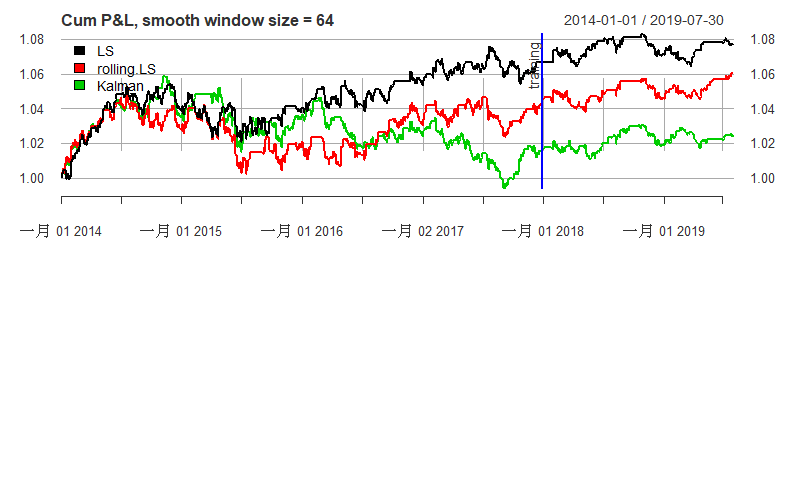 Cum P&L, smooth window size = 64 2014-01-01 / 2019-07-30
1.08 1.08
LS
training
rolling.LS
1.06 1.06
Kalman
1.04 1.04
1.02 1.02
1.00 1.00
一月 01 2014 一月 01 2015 一月 01 2016 一月 02 2017 一月 01 2018 一月 01 2019